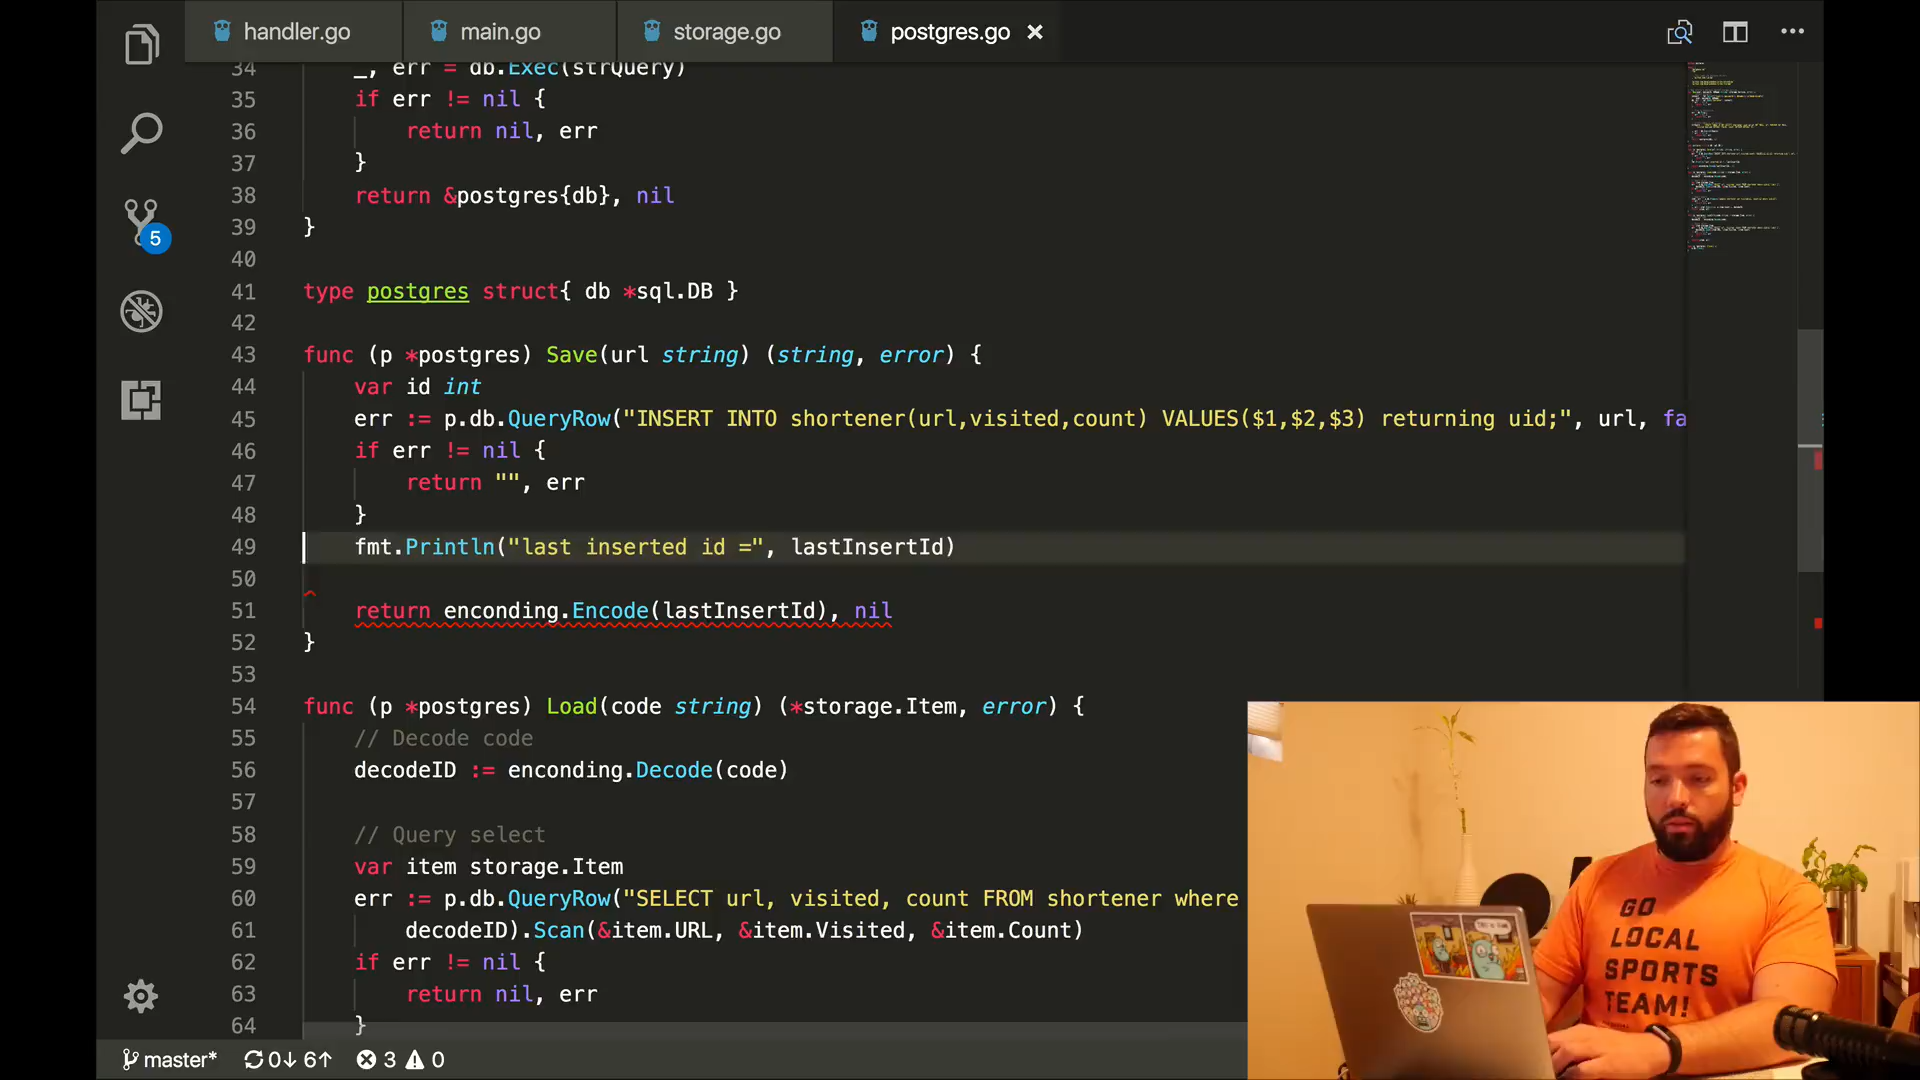 handler.go
main.go
storage.go
postgres.go
34 _, err = db.Exec(strQuery)
35 if err != nil {
36 return nil, err
37 }
38 return &postgres{db}, nil
39 }
40
41 type postgres struct{ db *sql.DB }
42
43 func (p *postgres) Save(url string) (string, error) {
44 var id int
45 err := p.db.QueryRow("INSERT INTO shortener(url,visited,count) VALUES($1,$2,$3) returning uid;", url, fa
46 if err != nil {
47 return "", err
48 }
49 fmt.Println("last inserted id =", lastInsertId)
50
51 return enconding.Encode(lastInsertId), nil
52 }
53
54 func (p *postgres) Load(code string) (*storage.Item, error) {
55 // Decode code
56 decodeID := enconding.Decode(code)
57
58 // Query select
59 var item storage.Item
60 err := p.db.QueryRow("SELECT url, visited, count FROM shortener where
61 decodeID).Scan(&item.URL, &item.Visited, &item.Count)
62 if err != nil {
63 return nil, err
64 }
5
master* 0↓ 6↑ 3 0
GO
LOCAL
SPORTS
TEAM!